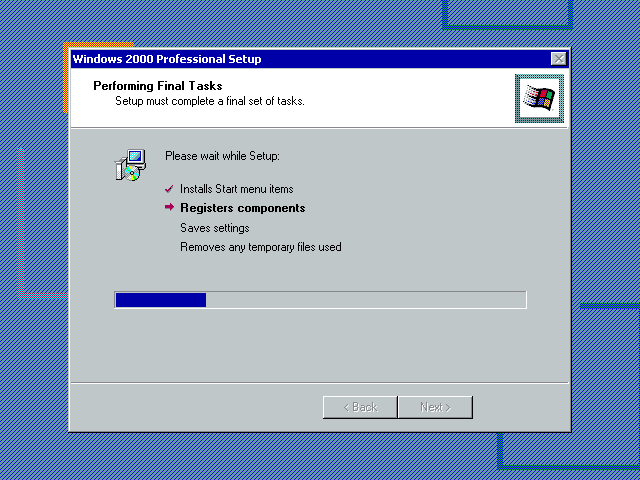 Windows 2000 Professional Setup
Performing Final Tasks
Setup must complete a final set of tasks.
Please wait while Setup:
Installs Start menu items
Registers components
Saves settings
Removes any temporary files used
< Back
Next >